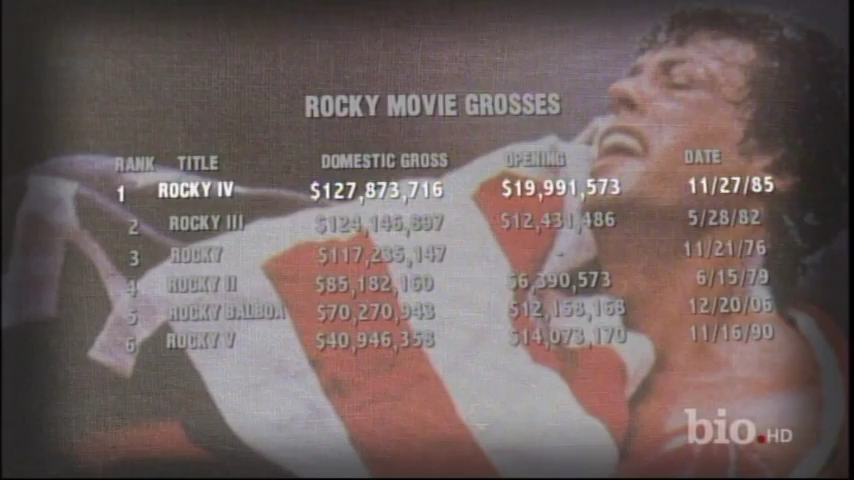 ROCKY MOVIE GROSSES
RANK TITLE DOMESTIC GROSS OPENING DATE
1 ROCKY IV $127,873,716 $19,991,573 11/27/85
2 ROCKY III $124,146,897 $12,431,486 5/28/82
3 ROCKY $117,235,147 - 11/21/76
4 ROCKY II $85,182,160 $6,390,573 6/15/79
5 ROCKY BALBOA $70,270,943 $12,158,168 12/20/06
6 ROCKY V $40,946,358 $14,073,170 11/16/90
bio.HD